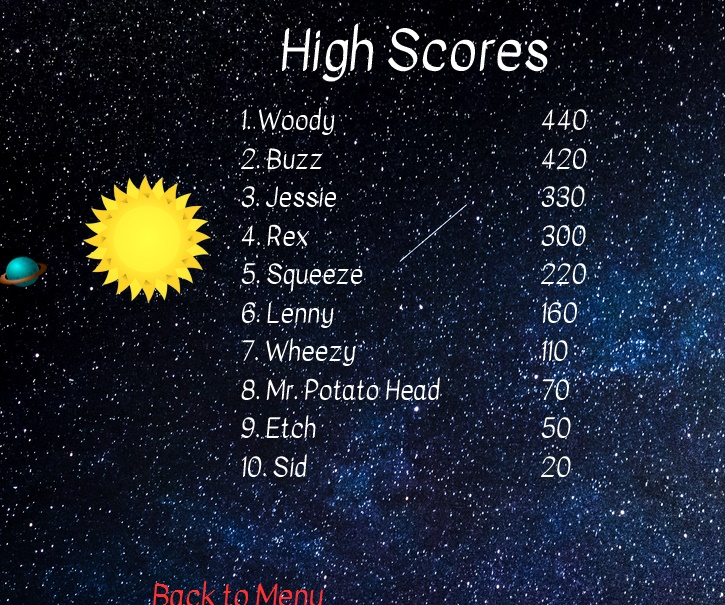 High Scores
1. Woody 440
2. Buzz 420
3. Jessie 330
4. Rex 300
5. Squeeze 220
6. Lenny 160
7. Wheezy 110
8. Mr. Potato Head 70
9. Etch 50
10. Sid 20
Back to Menu